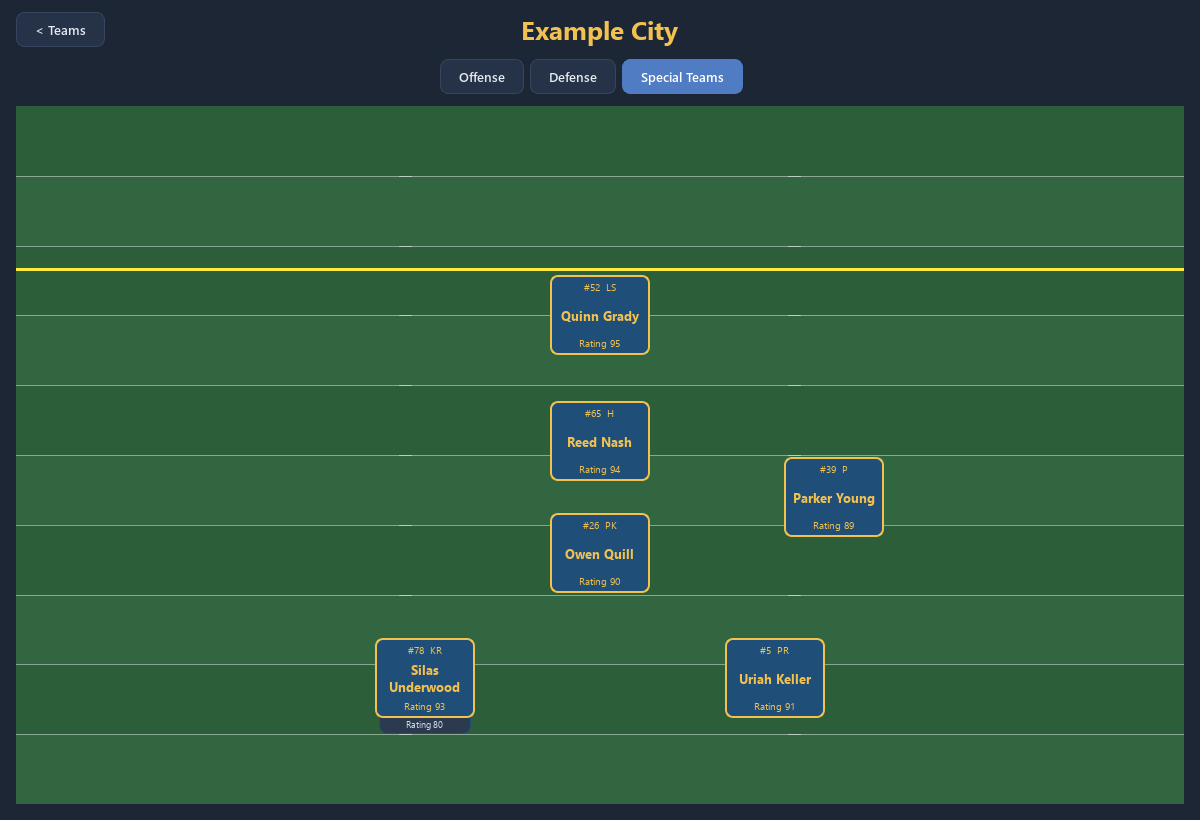 < Teams
Example City
Offense
Defense
Special Teams
#52 LS
Quinn Grady
Rating 95
#65 H
Reed Nash
Rating 94
#39 P
Parker Young
Rating 89
#26 PK
Owen Quill
Rating 90
#78 KR
Silas
Underwood
Rating 93
Rating 80
#5 PR
Uriah Keller
Rating 91